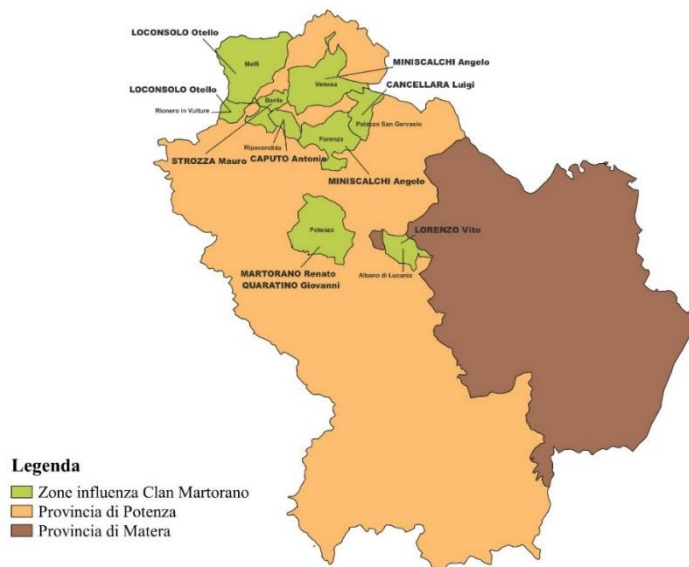 LOCONSOLO Otello
Melfi
MINISCALCHI Angelo
Venosa
CANCELLARA Luigi
LOCONSOLO Otello
Barile
Rionero in Vulture
Palazzo San Gervasio
Forenza
Ripacandida
STROZZA Mauro
CAPUTO Antonio
MINISCALCHI Angelo
Potenza
LORENZO Vito
MARTORANO Renato
QUARATINO Giovanni
Albano di Lucania
Legenda
Zone influenza Clan Martorano
Provincia di Potenza
Provincia di Matera